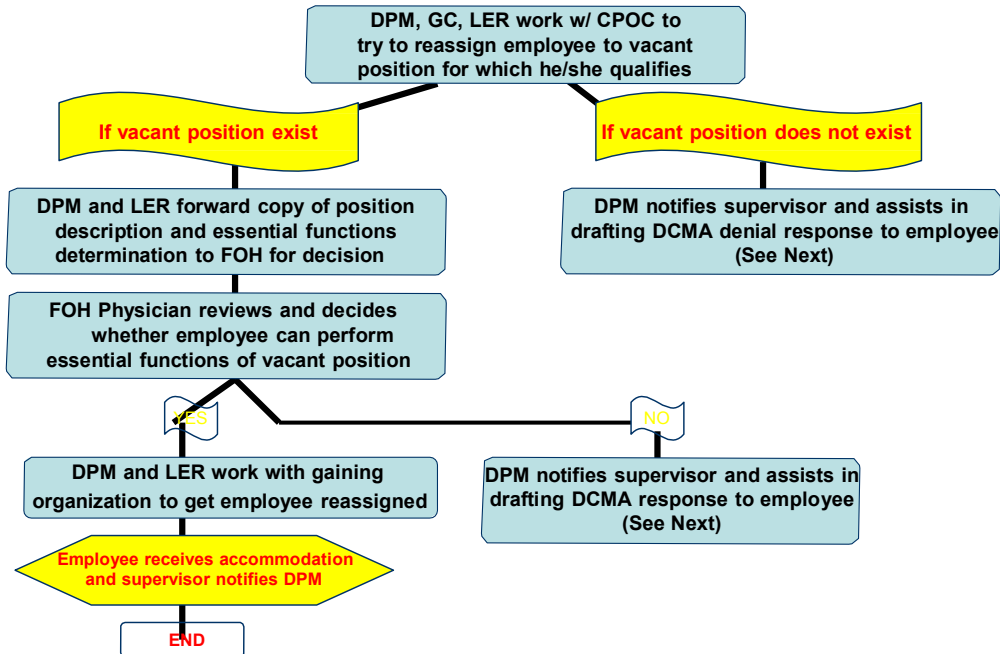 DPM, GC, LER work w/ CPOC to
try to reassign employee to vacant
position for which he/she qualifies
If vacant position exist
If vacant position does not exist
DPM and LER forward copy of position
description and essential functions
determination to FOH for decision
DPM notifies supervisor and assists in
drafting DCMA denial response to employee
(See Next)
FOH Physician reviews and decides
whether employee can perform
essential functions of vacant position
YES
NO
DPM and LER work with gaining
organization to get employee reassigned
DPM notifies supervisor and assists in
drafting DCMA response to employee
(See Next)
Employee receives accommodation
and supervisor notifies DPM
END